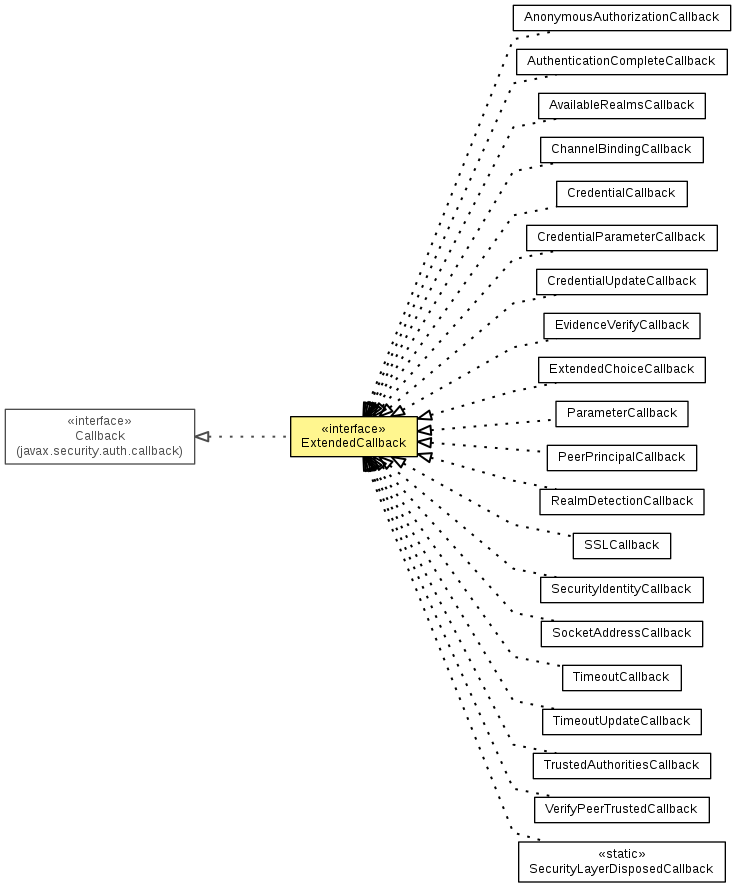 AnonymousAuthorizationCallback
AuthenticationCompleteCallback
AvailableRealmsCallback
ChannelBindingCallback
CredentialCallback
CredentialParameterCallback
CredentialUpdateCallback
EvidenceVerifyCallback
ExtendedChoiceCallback
ParameterCallback
«interface»
Callback
(javax.security.auth.callback)
«interface»
ExtendedCallback
PeerPrincipalCallback
RealmDetectionCallback
SSLCallback
SecurityIdentityCallback
SocketAddressCallback
TimeoutCallback
TimeoutUpdateCallback
TrustedAuthoritiesCallback
VerifyPeerTrustedCallback
«static»
SecurityLayerDisposedCallback